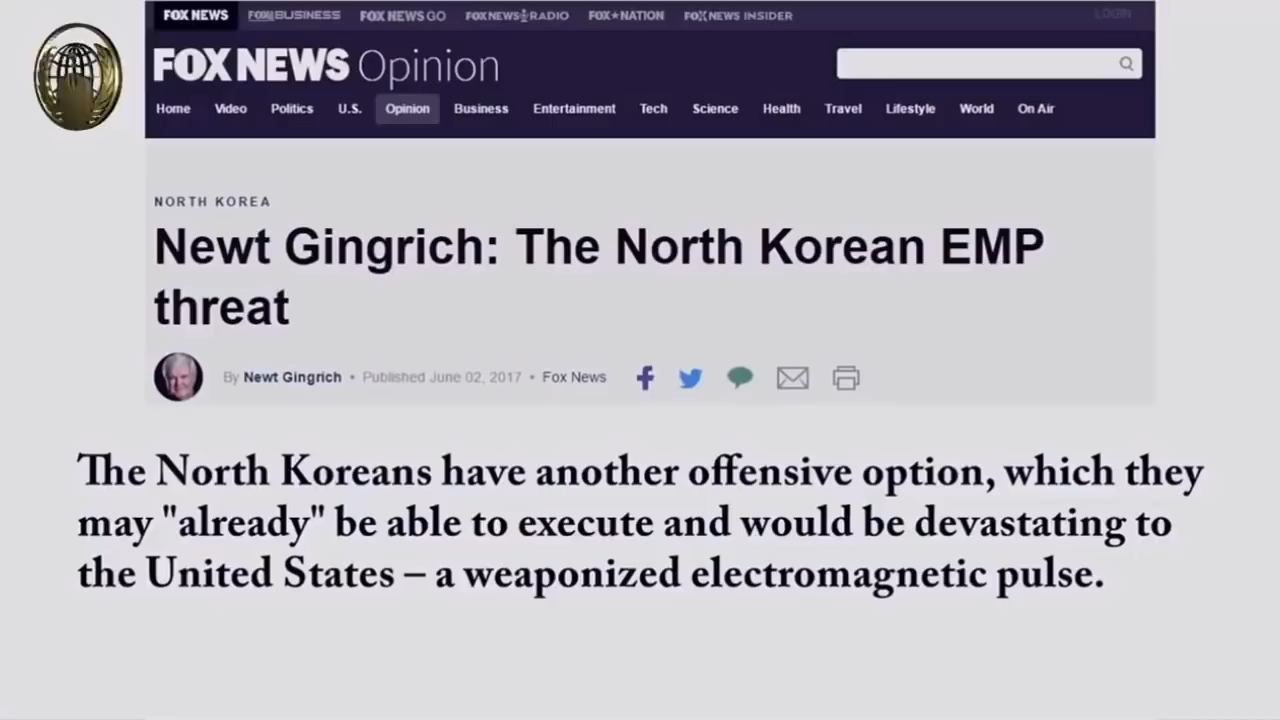 FOX NEWS FOX BUSINESS FOX NEWS GO FOX NEWS RADIO FOX NATION FOX NEWS INSIDER LOGIN
FOX NEWS Opinion
Home Video Politics U.S. Opinion Business Entertainment Tech Science Health Travel Lifestyle World On Air
NORTH KOREA
Newt Gingrich: The North Korean EMP
threat
By Newt Gingrich • Published June 02, 2017 • Fox News
The North Koreans have another offensive option, which they
may "already" be able to execute and would be devastating to
the United States – a weaponized electromagnetic pulse.